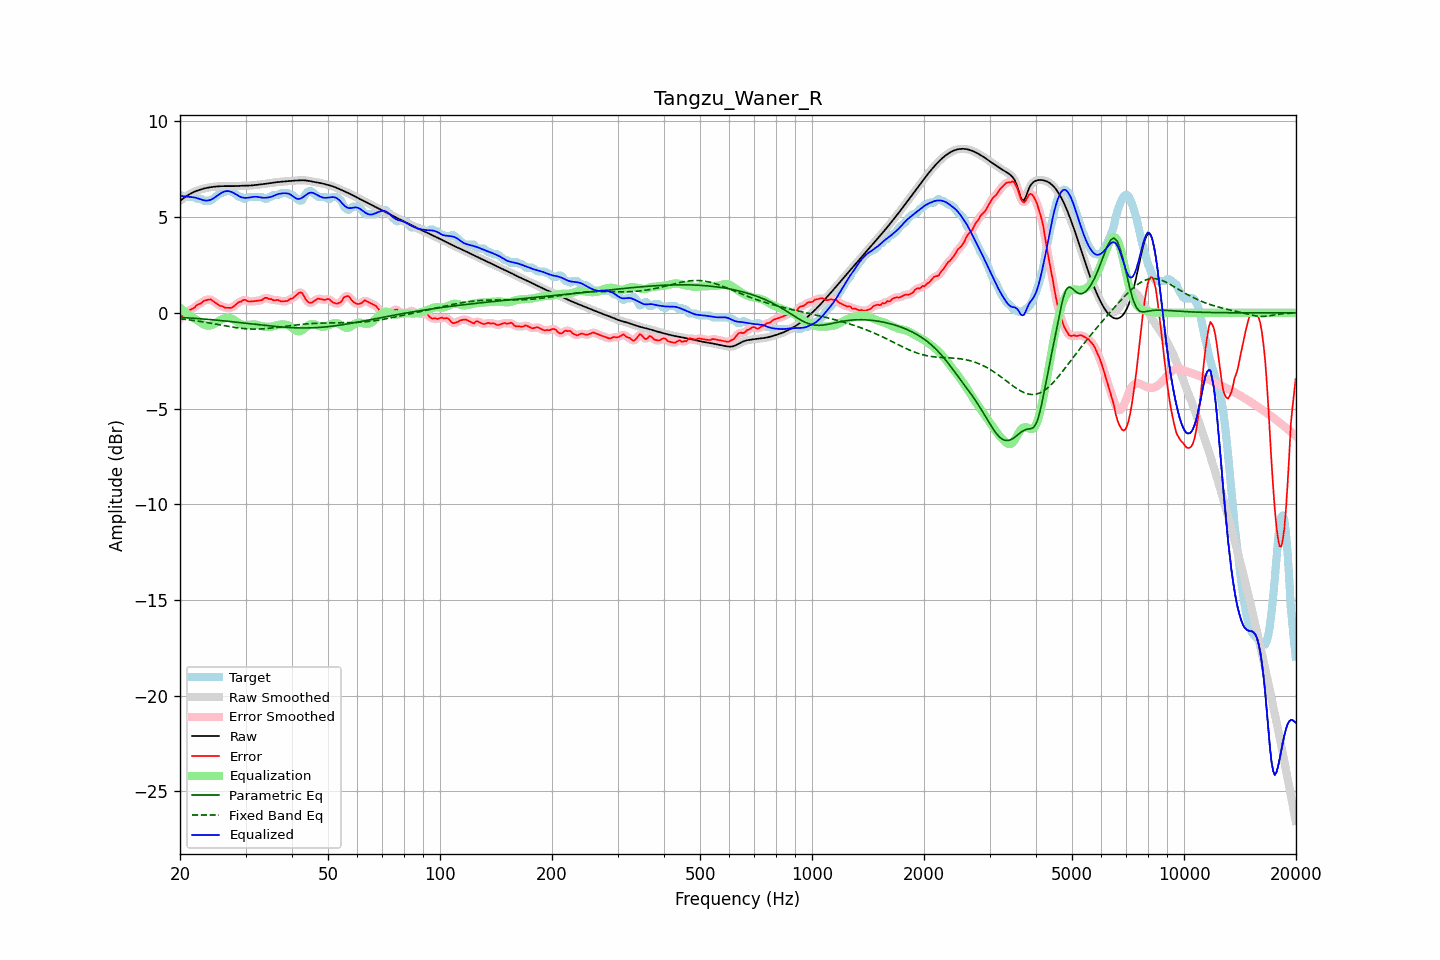 Tangzu_Waner_R
10
5
0
−5
−10
−15
−20
−25
Amplitude (dBr)
Target
Raw Smoothed
Error Smoothed
Raw
Error
Equalization
Parametric Eq
Fixed Band Eq
Equalized
20 50 100 200 500 1000 2000 5000 10000 20000
Frequency (Hz)